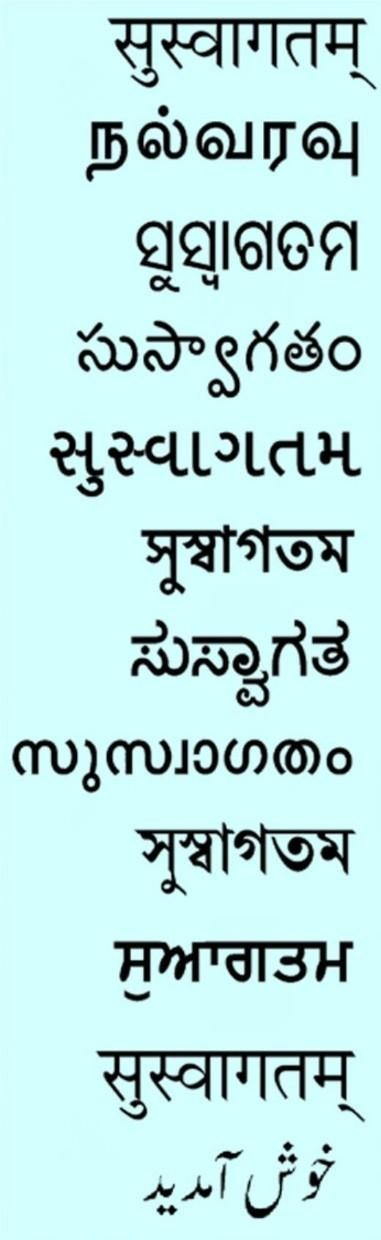 सुस्वागतम्
நல்வரவு
ସୁସ୍ୱାଗତମ
సుస్వాగతం
સુસ્વાગતમ
সুস্বাগতম
ಸುಸ್ವಾಗತ
സുസ്വാഗതം
সুস্বাগতম
ਸੁਆਗਤਮ
सुस्वागतम्
خوش آمدید